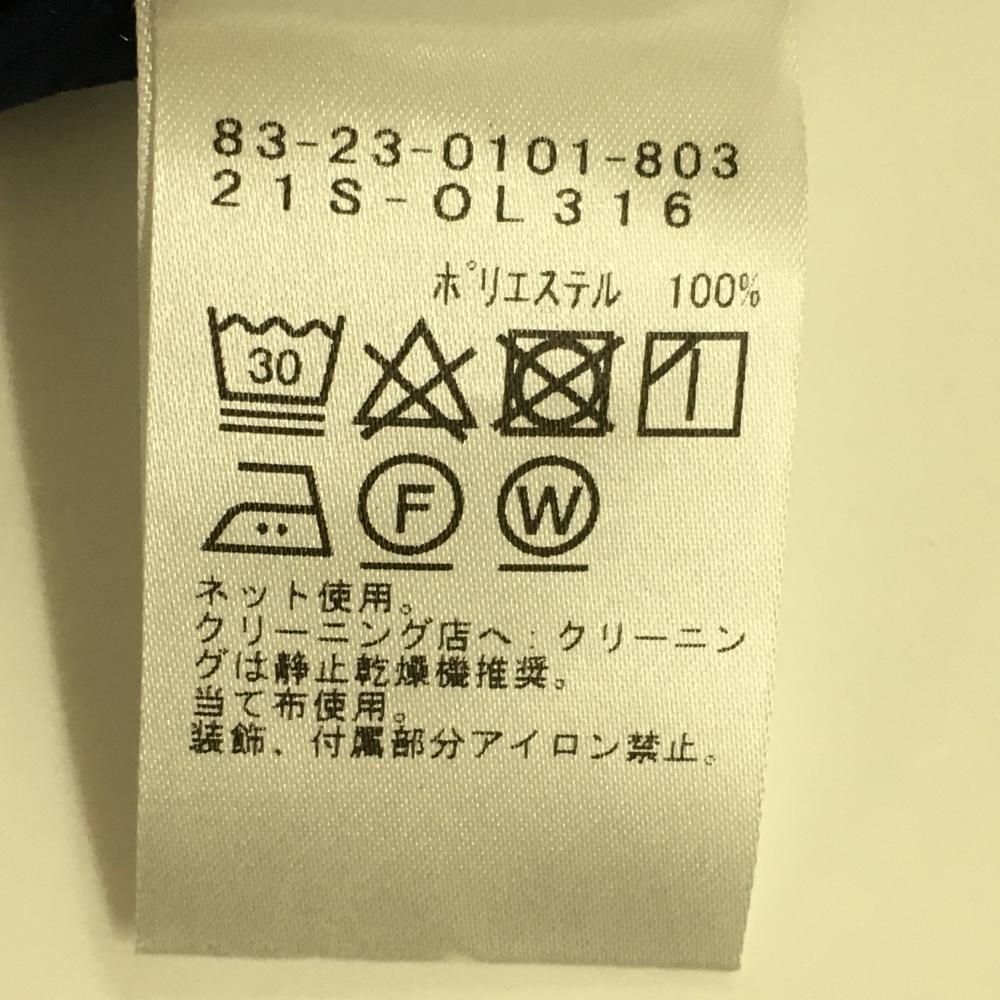 83-23-0101-803
21S-OL316
ポリエステル 100%
30
F W
ネット使用。
クリーニング店へ：クリーニン
グは静止乾燥機推奨。
当て布使用。
装飾、付属部分アイロン禁止。